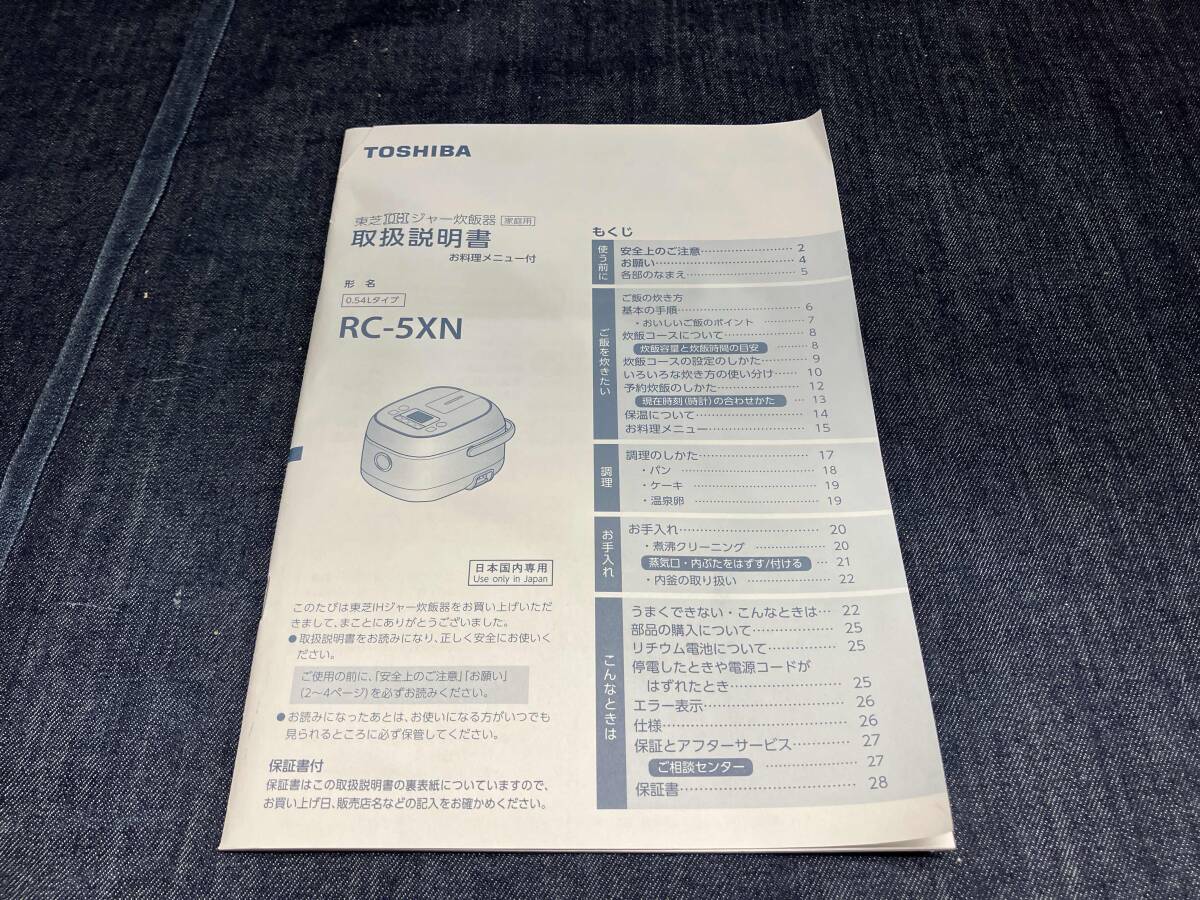 TOSHIBA
東芝IHジャー炊飯器 家庭用
取扱説明書
お料理メニュー付
形 名
0.54Lタイプ
RC-5XN
日本国内専用
Use only in Japan
このたびは東芝IHジャー炊飯器をお買い上げいただ
きまして、まことにありがとうございました。
●取扱説明書をお読みになり、正しく安全にお使いく
ださい。
ご使用の前に、「安全上のご注意」「お願い」
(2〜4ページ)を必ずお読みください。
●お読みになったあとは、お使いになる方がいつでも
見られるところに必ず保管してください。
保証書付
保証書はこの取扱説明書の裏表紙についていますので、
お買い上げ日、販売店名などの記入をお確かめください。
もくじ
使う前に
安全上のご注意…………………… 2
お願い……………………………… 4
各部のなまえ……………………… 5
ご飯を炊きたい
ご飯の炊き方
基本の手順………………………… 6
・おいしいご飯のポイント ………… 7
炊飯コースについて……………… 8
炊飯容量と炊飯時間の目安 ……… 8
炊飯コースの設定のしかた……… 9
いろいろな炊き方の使い分け…… 10
予約炊飯のしかた………………… 12
現在時刻(時計)の合わせかた … 13
保温について……………………… 14
お料理メニュー…………………… 15
調理
調理のしかた……………………… 17
・パン ……………………………… 18
・ケーキ …………………………… 19
・温泉卵 …………………………… 19
お手入れ
お手入れ…………………………… 20
・煮沸クリーニング ……………… 20
蒸気口・内ぶたをはずす/付ける … 21
・内釜の取り扱い ………………… 22
こんなときは
うまくできない・こんなときは… 22
部品の購入について……………… 25
リチウム電池について…………… 25
停電したときや電源コードが
はずれたとき……………………… 25
エラー表示………………………… 26
仕様………………………………… 26
保証とアフターサービス………… 27
ご相談センター ………………… 27
保証書……………………………… 28